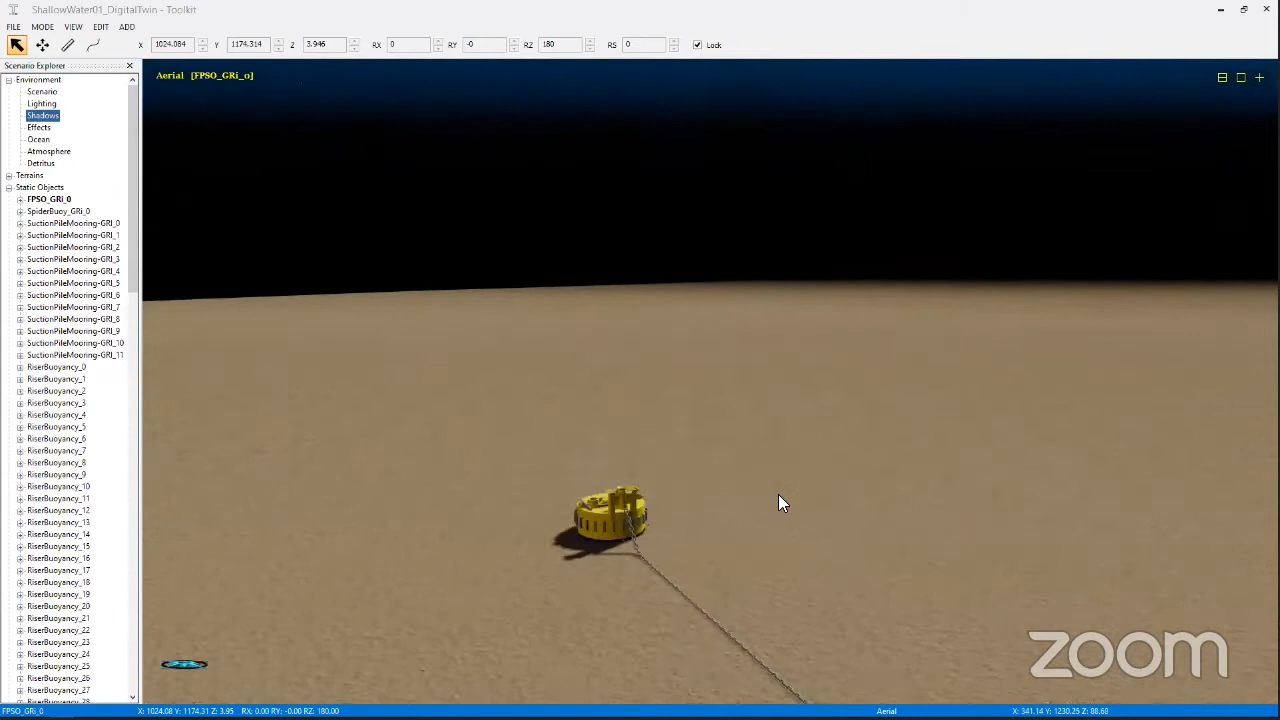 ShallowWater01_DigitalTwin - Toolkit
FILE MODE VIEW EDIT ADD
X 1024.084 Y 1174.314 Z 3.946 RX 0 RY -0 RZ 180 RS 0 Lock
Scenario Explorer
Aerial [FPSO_GRi_o]
Environment
Scenario
Lighting
Shadows
Effects
Ocean
Atmosphere
Detritus
Terrains
Static Objects
FPSO_GRi_0
SpiderBuoy_GRi_0
SuctionPileMooring-GRI_0
SuctionPileMooring-GRI_1
SuctionPileMooring-GRI_2
SuctionPileMooring-GRI_3
SuctionPileMooring-GRI_4
SuctionPileMooring-GRI_5
SuctionPileMooring-GRI_6
SuctionPileMooring-GRI_7
SuctionPileMooring-GRI_8
SuctionPileMooring-GRI_9
SuctionPileMooring-GRI_10
SuctionPileMooring-GRI_11
RiserBuoyancy_0
RiserBuoyancy_1
RiserBuoyancy_2
RiserBuoyancy_3
RiserBuoyancy_4
RiserBuoyancy_5
RiserBuoyancy_6
RiserBuoyancy_7
RiserBuoyancy_8
RiserBuoyancy_9
RiserBuoyancy_10
RiserBuoyancy_11
RiserBuoyancy_12
RiserBuoyancy_13
RiserBuoyancy_14
RiserBuoyancy_15
RiserBuoyancy_16
RiserBuoyancy_17
RiserBuoyancy_18
RiserBuoyancy_19
RiserBuoyancy_20
RiserBuoyancy_21
RiserBuoyancy_22
RiserBuoyancy_23
RiserBuoyancy_24
RiserBuoyancy_25
RiserBuoyancy_26
RiserBuoyancy_27
RiserBuoyancy_28
zoom
FPSO_GRi_0 X: 1024.08 Y: 1174.31 Z: 3.95 RX: 0.00 RY: -0.00 RZ: 180.00 Aerial X: 341.14 Y: 1230.25 Z: 88.60